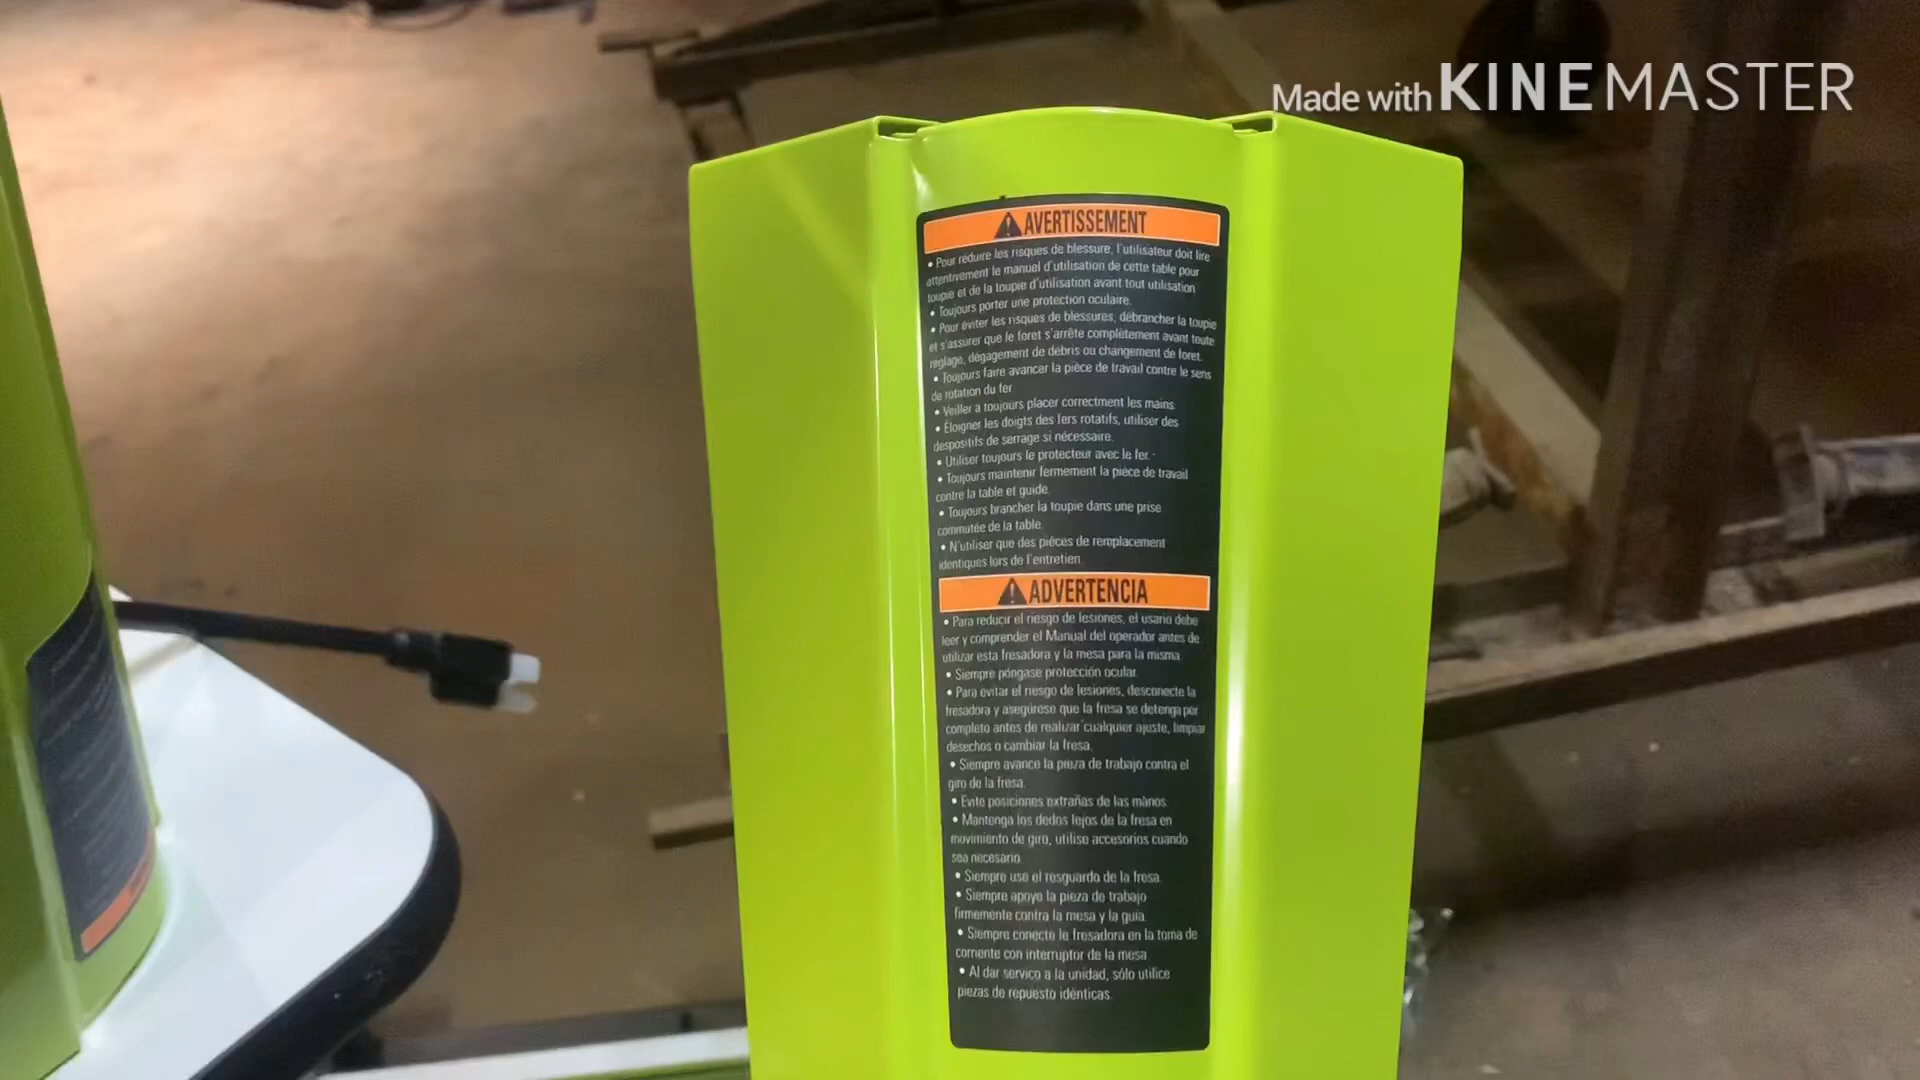 Made with KINEMASTER
AVERTISSEMENT
• Pour réduire les risques de blessure, l'utilisateur doit lire
attentivement le manuel d'utilisation de cette table pour
toupie et de la toupie d'utilisation avant tout utilisation
• Toujours porter une protection oculaire.
• Pour éviter les risques de blessures, débrancher la toupie
et s'assurer que le foret s'arrête complètement avant toute
réglage, dégagement de débris ou changement de foret.
• Toujours faire avancer la pièce de travail contre le sens
de rotation du fer.
• Veiller a toujours placer correctment les mains.
• Éloigner les doigts des fers rotatifs, utiliser des
despositifs de serrage si nécessaire.
• Utiliser toujours le protecteur avec le fer.
• Toujours maintenir fermement la pièce de travail
contre la table et guide.
• Toujours brancher la toupie dans une prise
commutée de la table.
• N'utiliser que des pièces de remplacement
identiques lors de l'entretien.
ADVERTENCIA
• Para reducir el riesgo de lesiones, el usario debe
leer y comprender el Manual del operador antes de
utilizar esta fresadora y la mesa para la misma.
• Siempre póngase protección ocular.
• Para evitar el riesgo de lesiones, desconecte la
fresadora y asegúrese que la fresa se detenga por
completo antes de realizar cualquier ajuste, limpiar
desechos o cambiar la fresa.
• Siempre avance la pieza de trabajo contra el
giro de la fresa.
• Evite posiciones extrañas de las manos.
• Mantenga los dedos lejos de la fresa en
movimiento de giro, utilise accesorios cuando
sea necesario.
• Siempre use el resguardo de la fresa.
• Siempre apoye la pieza de trabajo
firmemente contra la mesa y la guía.
• Siempre conecte le fresadora en la toma de
corriente con interruptor de la mesa.
• Al dar servico a la unidad, sólo utilice
piezas de repuesto idénticas.